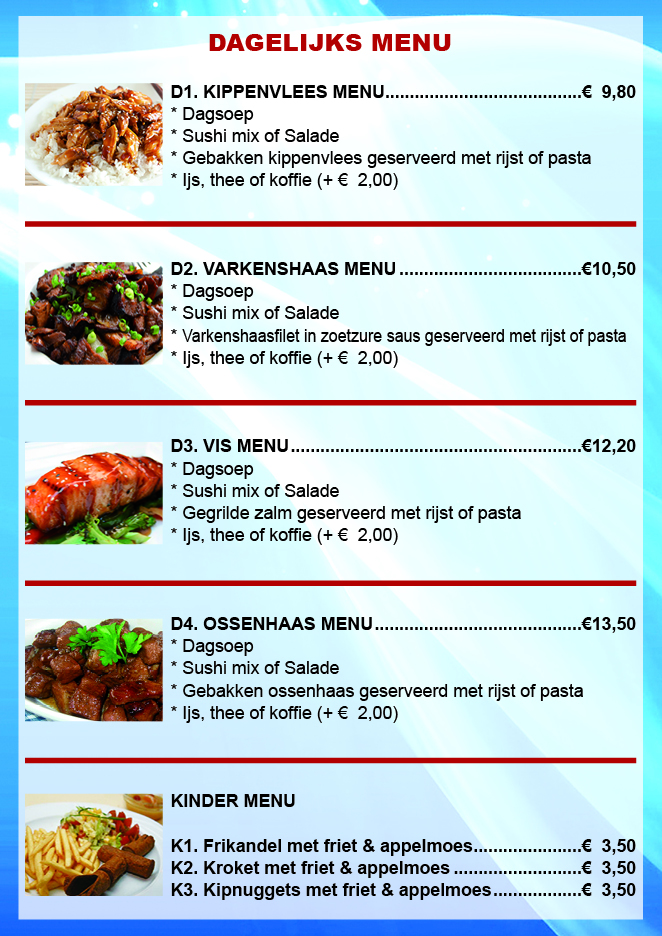 DAGELIJKS MENU
D1. KIPPENVLEES MENU........................................€  9,80
* Dagsoep
* Sushi mix of Salade
* Gebakken kippenvlees geserveerd met rijst of pasta
* Ijs, thee of koffie (+ €  2,00)
D2. VARKENSHAAS MENU.....................................€10,50
* Dagsoep
* Sushi mix of Salade
* Varkenshaasfilet in zoetzure saus geserveerd met rijst of pasta
* Ijs, thee of koffie (+ €  2,00)
D3. VIS MENU...........................................................€12,20
* Dagsoep
* Sushi mix of Salade
* Gegrilde zalm geserveerd met rijst of pasta
* Ijs, thee of koffie (+ €  2,00)
D4. OSSENHAAS MENU..........................................€13,50
* Dagsoep
* Sushi mix of Salade
* Gebakken ossenhaas geserveerd met rijst of pasta
* Ijs, thee of koffie (+ €  2,00)
KINDER MENU
K1. Frikandel met friet & appelmoes......................€  3,50
K2. Kroket met friet & appelmoes..........................€  3,50
K3. Kipnuggets met friet & appelmoes..................€  3,50